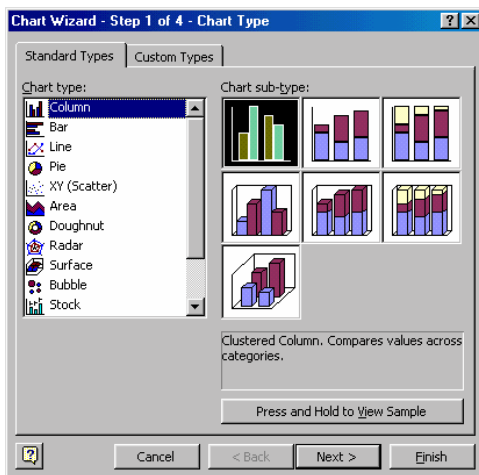 Chart Wizard - Step 1 of 4 - Chart Type
Standard Types Custom Types
Chart type:
Column
Bar
Line
Pie
XY (Scatter)
Area
Doughnut
Radar
Surface
Bubble
Stock
Chart sub-type:
Clustered Column. Compares values across
categories.
Press and Hold to View Sample
Cancel < Back Next > Finish